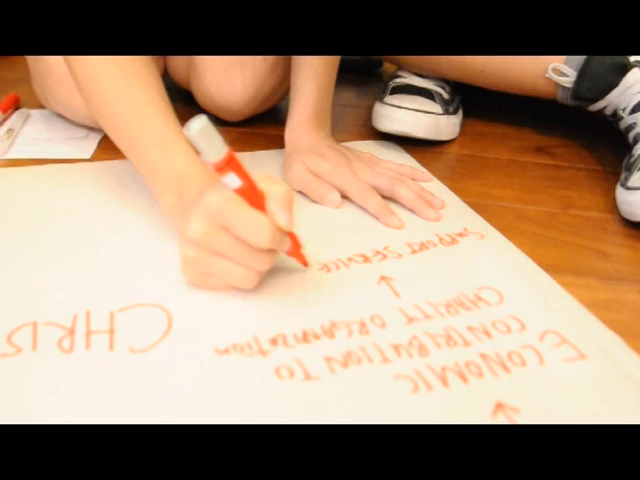 ECONOMIC
CONTRIBUTION TO
CHARITY ORGANIZATION
↓
SUPPORT SERVICE
CHRIS